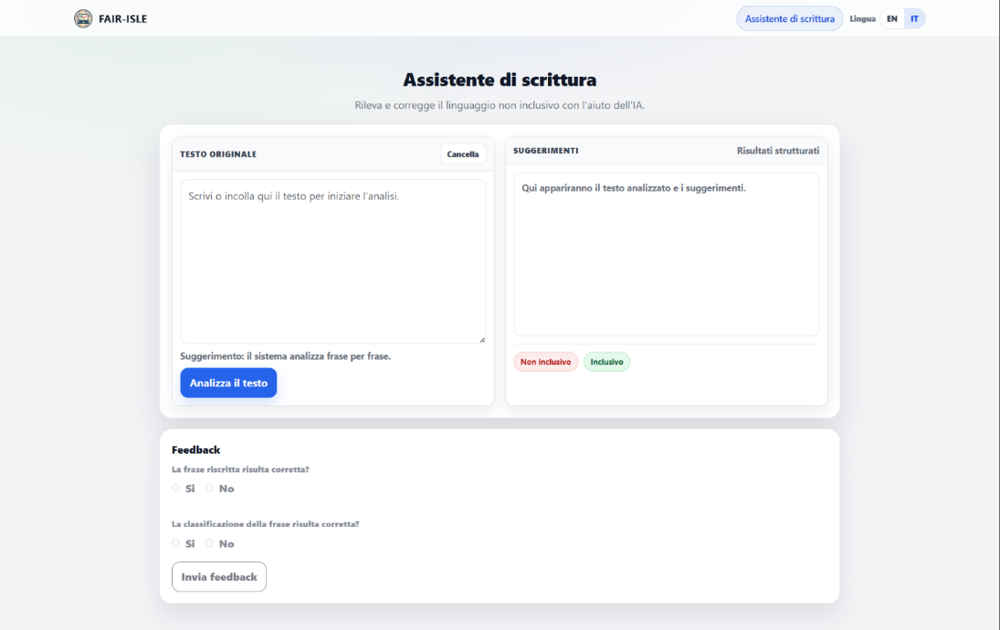 FAIR-ISLE
Assistente di scrittura Lingua EN IT
Assistente di scrittura
Rileva e corregge il linguaggio non inclusivo con l'aiuto dell'IA.
TESTO ORIGINALE Cancella
Scrivi o incolla qui il testo per iniziare l'analisi.
Suggerimento: il sistema analizza frase per frase.
Analizza il testo
SUGGERIMENTI Risultati strutturati
Qui appariranno il testo analizzato e i suggerimenti.
Non inclusivo Inclusivo
Feedback
La frase riscritta risulta corretta?
Si No
La classificazione della frase risulta corretta?
Si No
Invia feedback